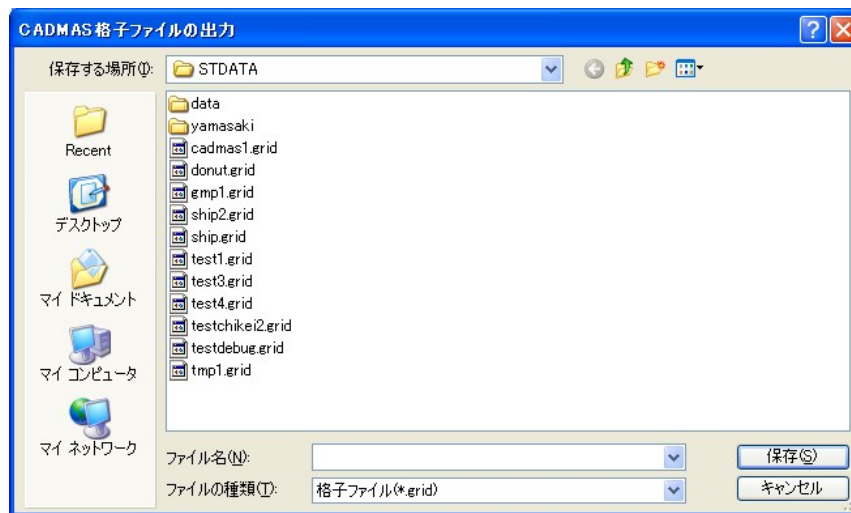 CADMAS格子ファイルの出力
保存する場所(I):
STDATA
Recent
デスクトップ
マイ ドキュメント
マイ コンピュータ
マイ ネットワーク
data
yamasaki
cadmas1.grid
donut.grid
gmp1.grid
ship2.grid
ship.grid
test1.grid
test3.grid
test4.grid
testchikei2.grid
testdebug.grid
tmp1.grid
ファイル名(N):
保存(S)
ファイルの種類(T):
格子ファイル(*.grid)
キャンセル